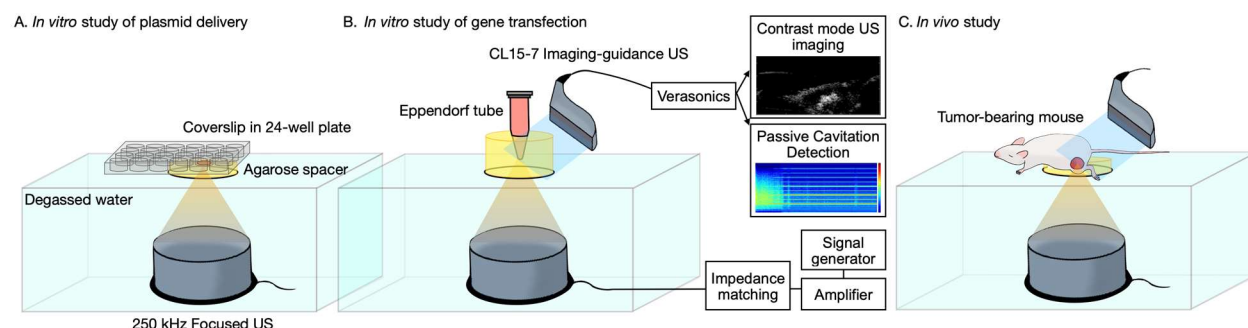 A. In vitro study of plasmid delivery
Coverslip in 24-well plate
Agarose spacer
Degassed water
250 kHz Focused US
B. In vitro study of gene transfection
CL15-7 Imaging-guidance US
Eppendorf tube
Verasonics
Contrast mode US
imaging
Passive Cavitation
Detection
Impedance
matching
Signal
generator
Amplifier
C. In vivo study
Tumor-bearing mouse